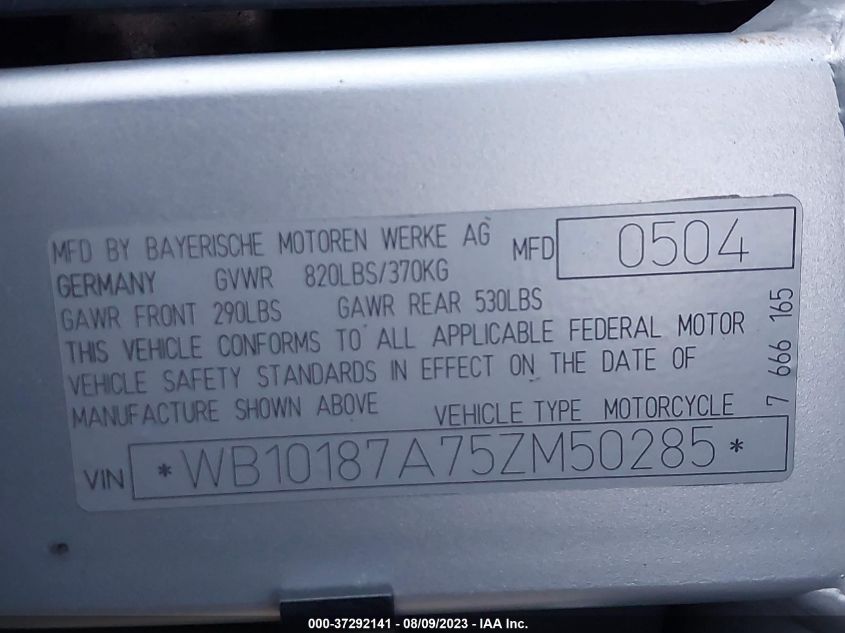 MFD BY BAYERISCHE MOTOREN WERKE AG MFD 0504
GERMANY GVWR 820LBS/370KG
GAWR FRONT 290LBS GAWR REAR 530LBS
THIS VEHICLE CONFORMS TO ALL APPLICABLE FEDERAL MOTOR
VEHICLE SAFETY STANDARDS IN EFFECT ON THE DATE OF
MANUFACTURE SHOWN ABOVE VEHICLE TYPE MOTORCYCLE
VIN *WB10187A75ZM50285*
7 666 165
000-37292141 - 08/09/2023 - IAA Inc.